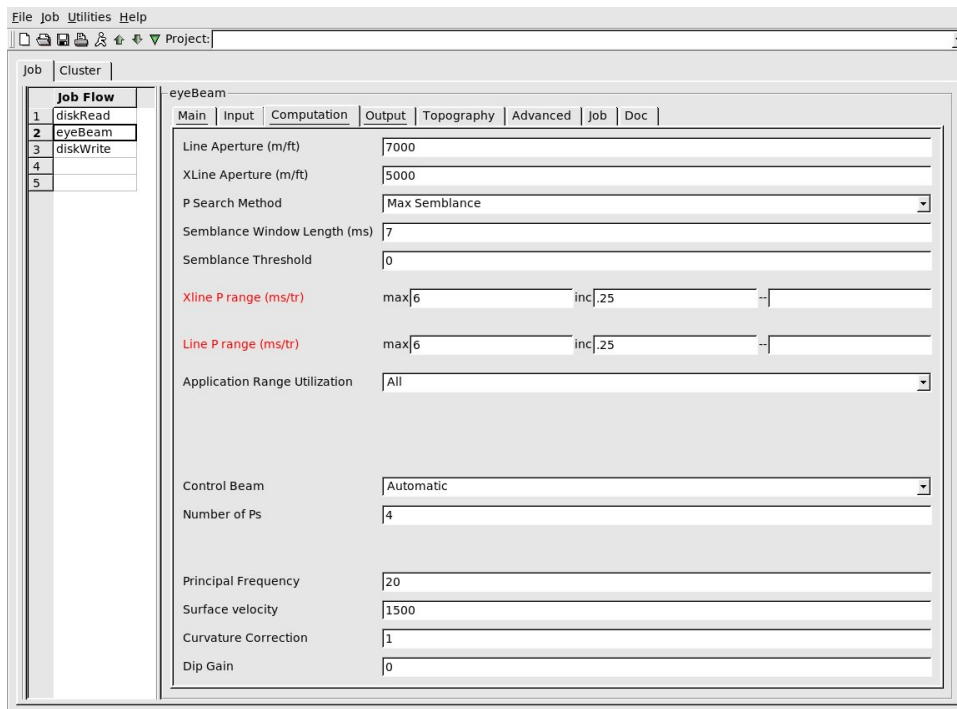 File Job Utilities Help
Project:
Job Cluster
Job Flow
1 diskRead
2 eyeBeam
3 diskWrite
4
5
eyeBeam
Main Input Computation Output Topography Advanced Job Doc
Line Aperture (m/ft) 7000
XLine Aperture (m/ft) 5000
P Search Method Max Semblance
Semblance Window Length (ms) 7
Semblance Threshold 0
Xline P range (ms/tr) max 6 inc .25 --
Line P range (ms/tr) max 6 inc .25 --
Application Range Utilization All
Control Beam Automatic
Number of Ps 4
Principal Frequency 20
Surface velocity 1500
Curvature Correction 1
Dip Gain 0